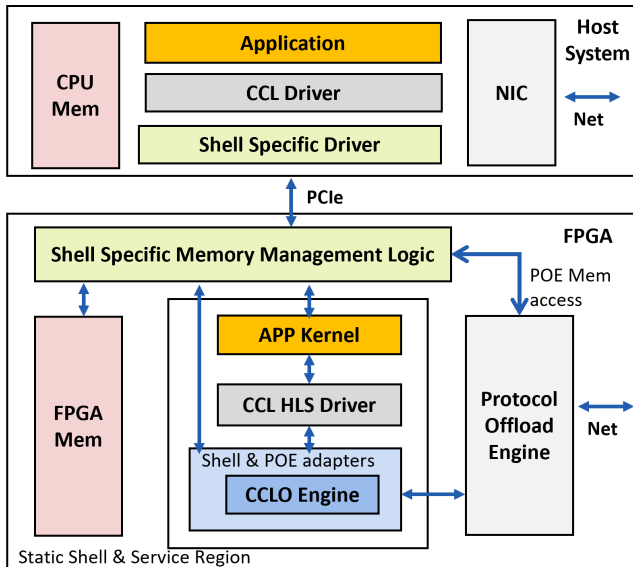 Host
System
Application
CPU
Mem
CCL Driver
NIC
Net
Shell Specific Driver
PCIe
FPGA
Shell Specific Memory Management Logic
POE Mem
access
APP Kernel
FPGA
Mem
CCL HLS Driver
Protocol
Offload
Engine
Net
Shell & POE adapters
CCLO Engine
Static Shell & Service Region